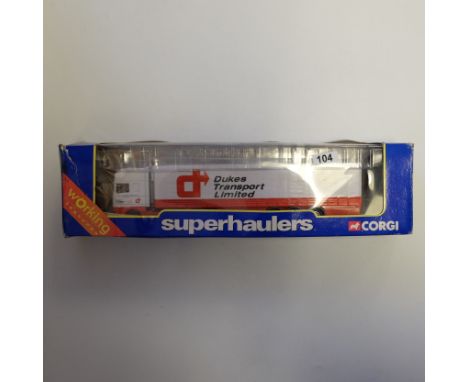 104
Dukes
Transport
Limited
working
superhaulers
CORGI